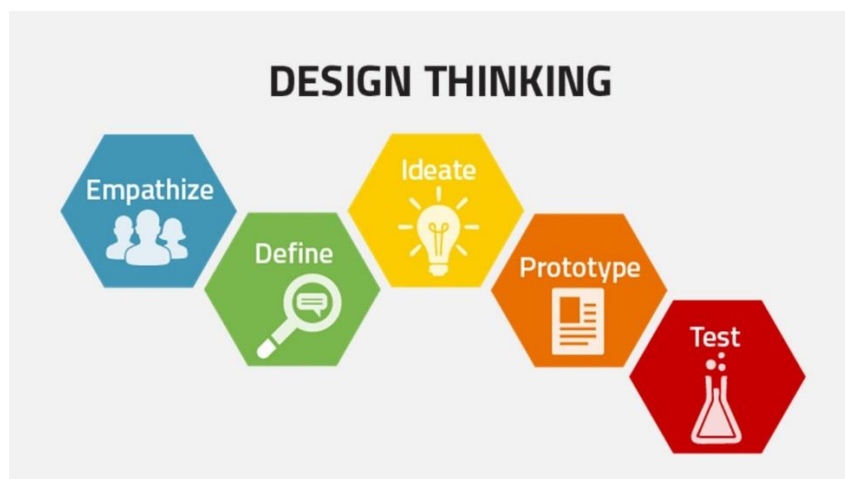 DESIGN THINKING
Empathize
Define
Ideate
Prototype
Test